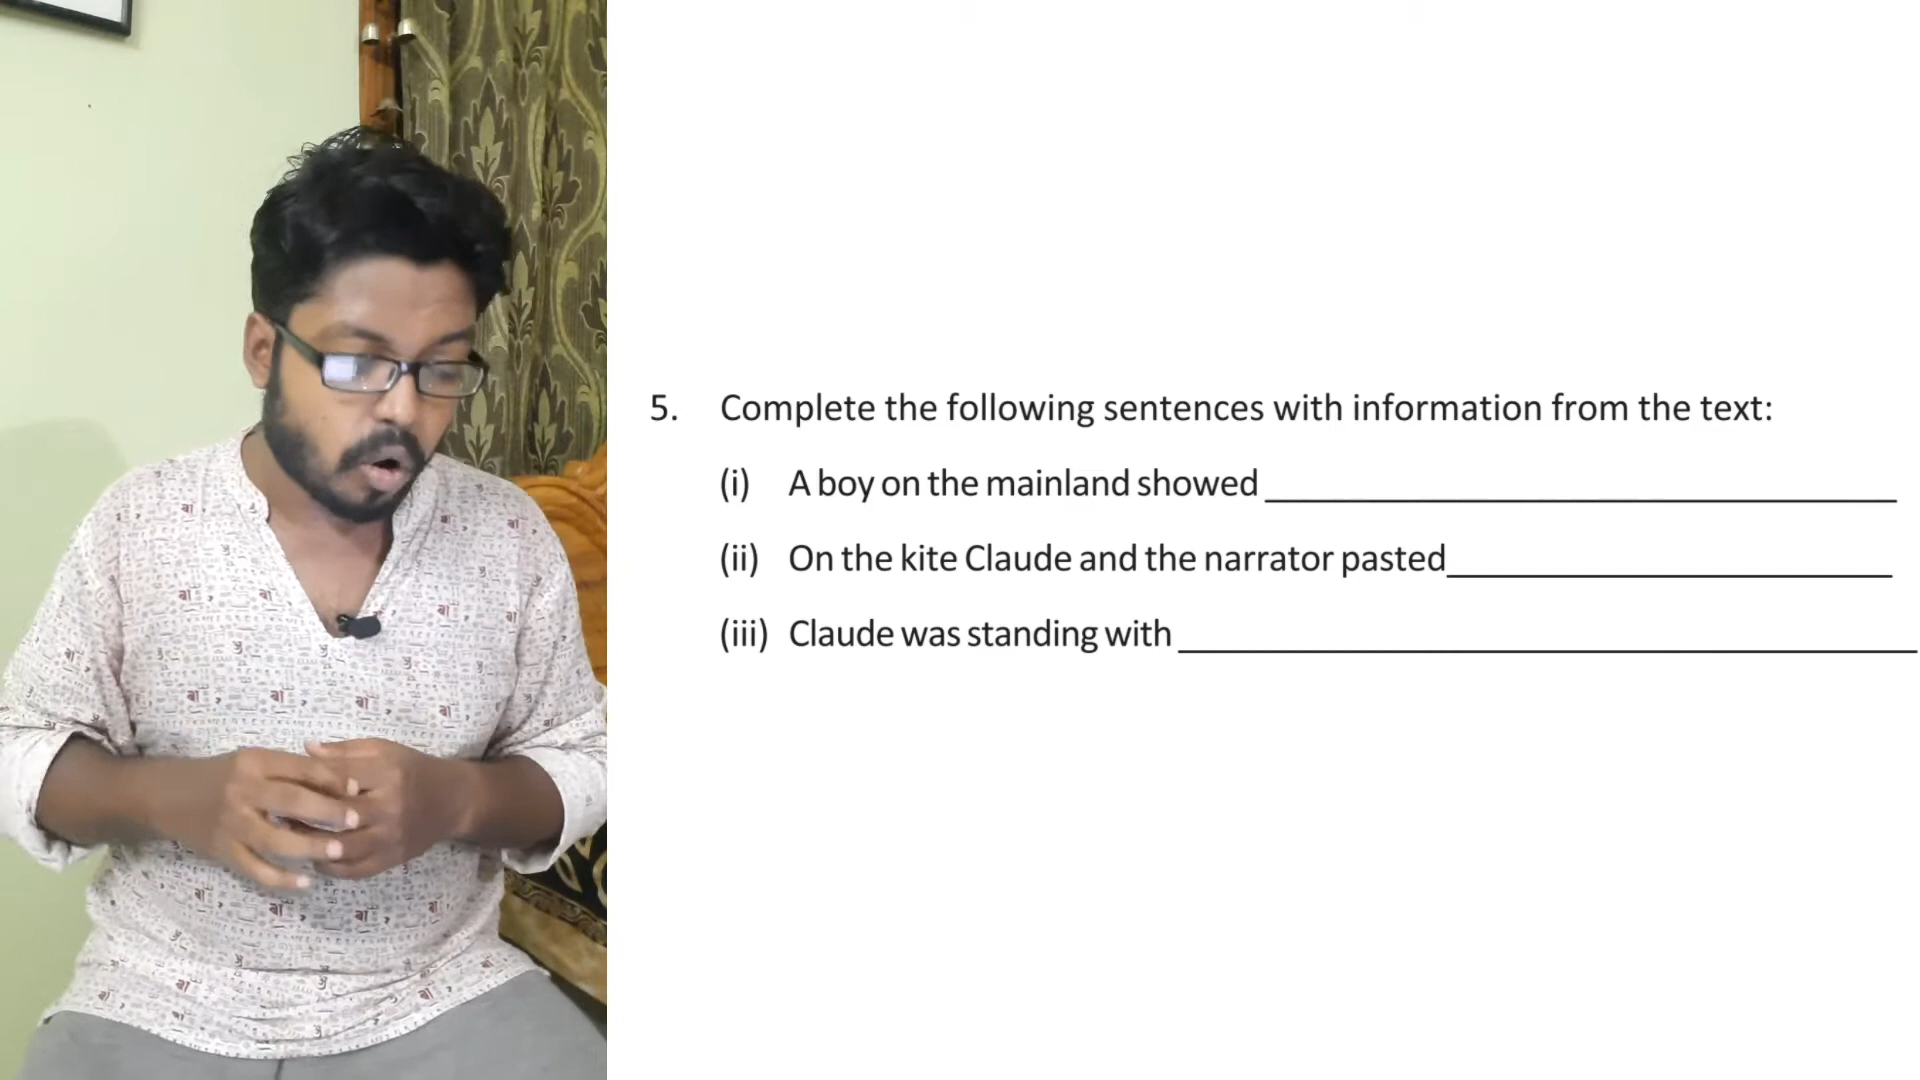 5. Complete the following sentences with information from the text:
(i) A boy on the mainland showed
(ii) On the kite Claude and the narrator pasted
(iii) Claude was standing with